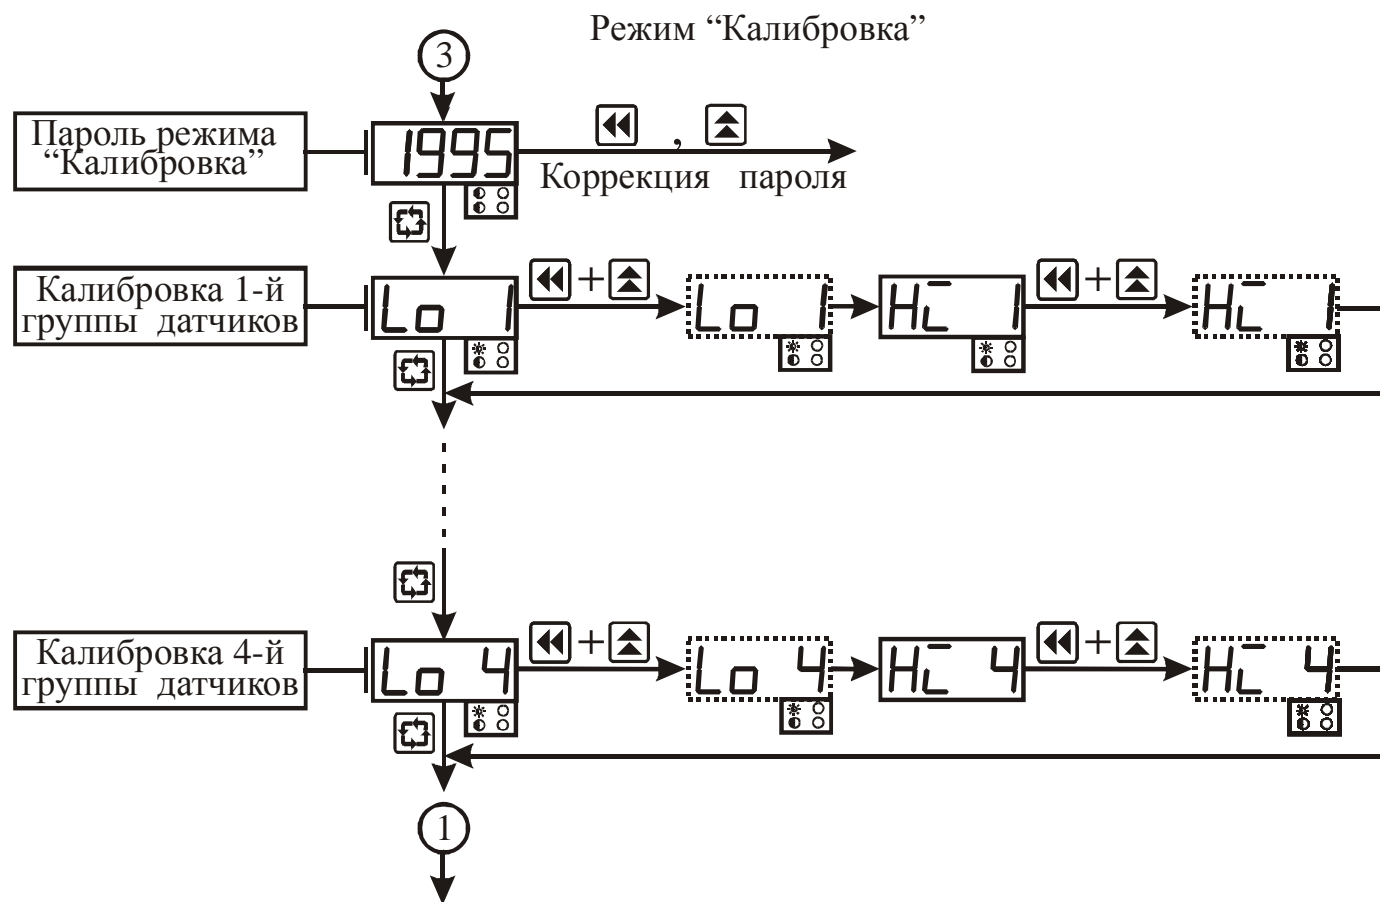 Режим “Калибровка”
3
Пароль режима
“Калибровка”
1995
,
Коррекция пароля
Калибровка 1-й
группы датчиков
Lo 1
+
Lo 1
Hi 1
+
Hi 1
Калибровка 4-й
группы датчиков
Lo 4
+
Lo 4
Hi 4
+
Hi 4
1